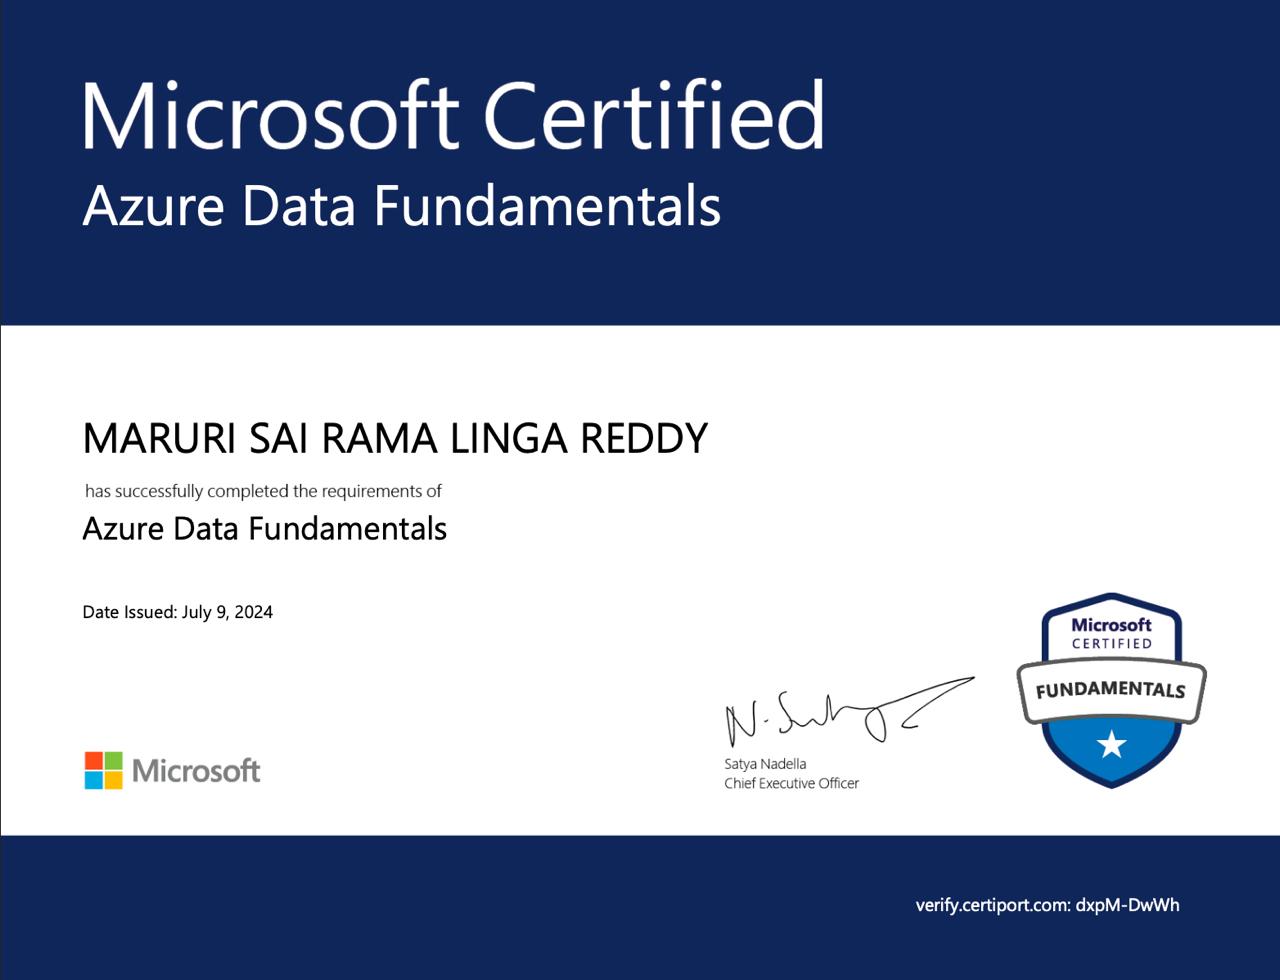 Microsoft Certified
Azure Data Fundamentals
MARURI SAI RAMA LINGA REDDY
has successfully completed the requirements of
Azure Data Fundamentals
Date Issued: July 9, 2024
Microsoft
CERTIFIED
FUNDAMENTALS
N. Satya
Satya Nadella
Chief Executive Officer
Microsoft
verify.certiport.com: dxpM-DwWh